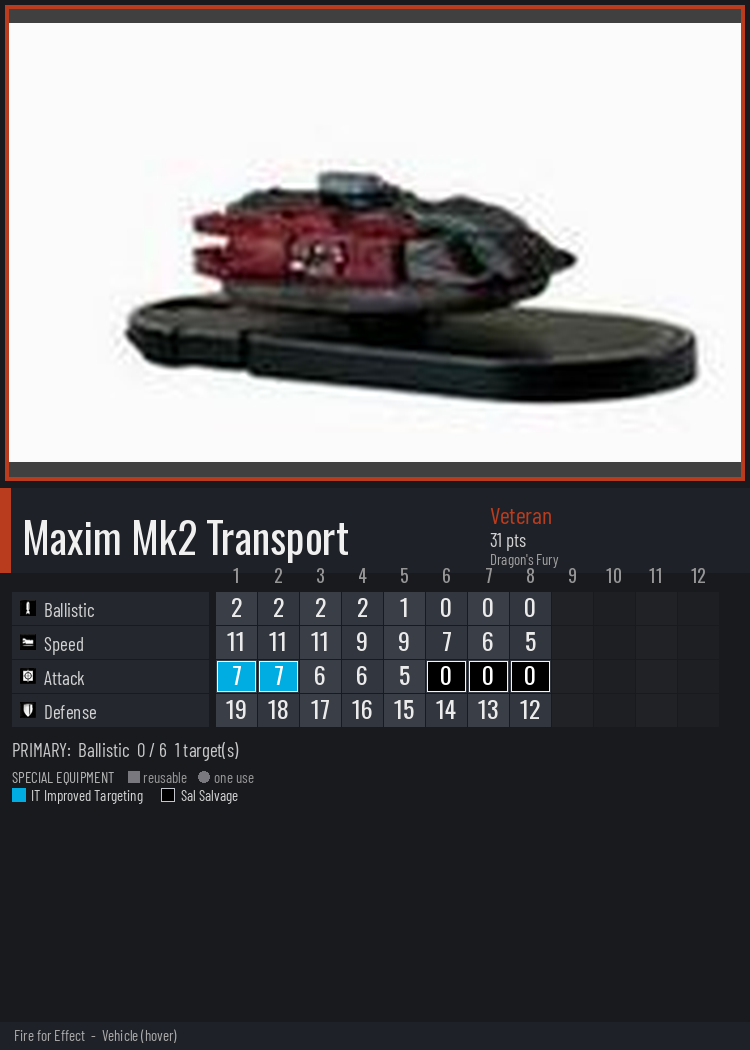 Maxim Mk2 Transport
Veteran
31 pts
Dragon's Fury
1 2 3 4 5 6 7 8 9 10 11 12
Ballistic 2 2 2 2 1 0 0 0
Speed 11 11 11 9 9 7 6 5
Attack 7 7 6 6 5 0 0 0
Defense 19 18 17 16 15 14 13 12
PRIMARY: Ballistic 0 / 6 1 target(s)
SPECIAL EQUIPMENT reusable one use
IT Improved Targeting Sal Salvage
Fire for Effect - Vehicle (hover)